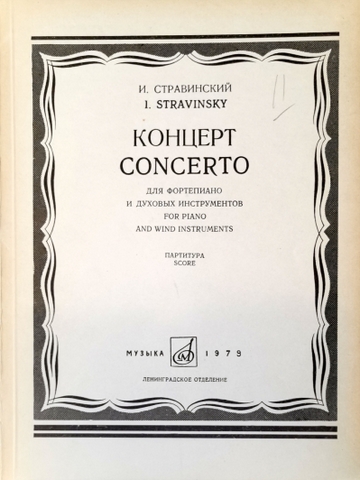 И. СТРАВИНСКИЙ
I. STRAVINSKY
КОНЦЕРТ
CONCERTO
ДЛЯ ФОРТЕПИАНО
И ДУХОВЫХ ИНСТРУМЕНТОВ
FOR PIANO
AND WIND INSTRUMENTS
ПАРТИТУРА
SCORE
МУЗЫКА 1979
ЛЕНИНГРАДСКОЕ ОТДЕЛЕНИЕ